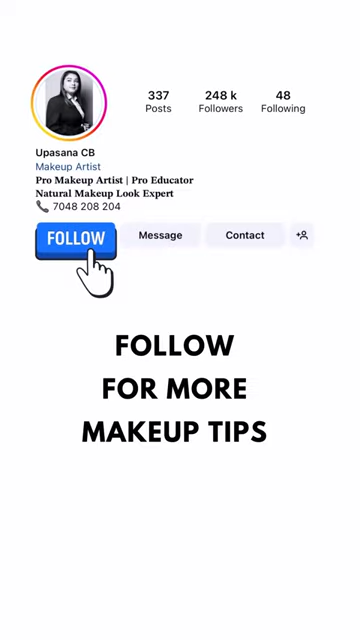 337
Posts
248 k
Followers
48
Following
Upasana CB
Makeup Artist
Pro Makeup Artist | Pro Educator
Natural Makeup Look Expert
📞 7048 208 204
FOLLOW
Message
Contact
FOLLOW
FOR MORE
MAKEUP TIPS